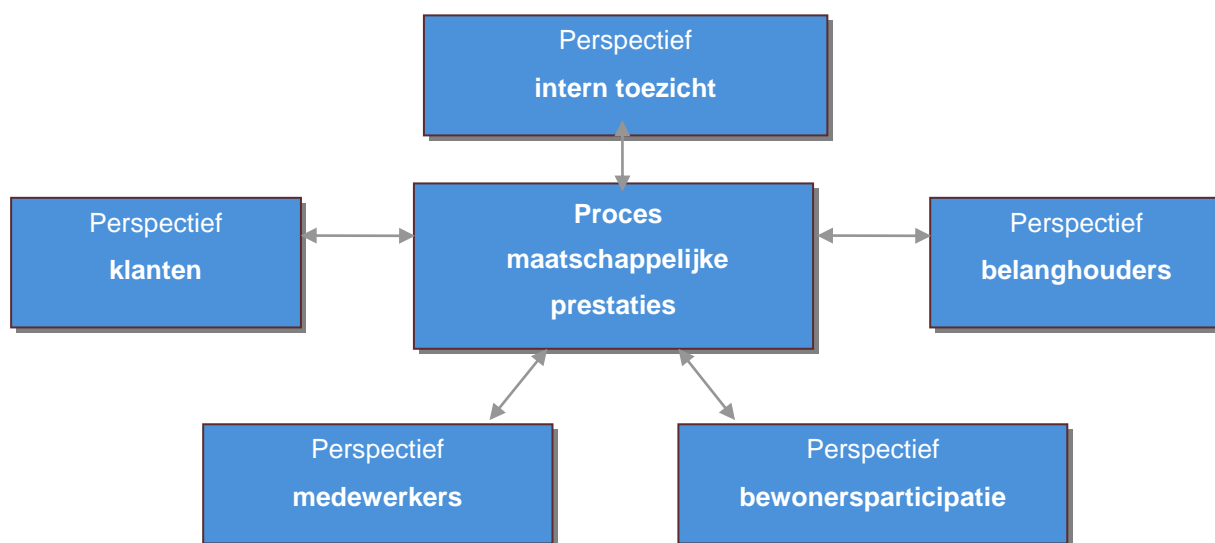 Perspectief
intern toezicht
Perspectief
klanten
Proces
maatschappelijke
prestaties
Perspectief
belanghouders
Perspectief
medewerkers
Perspectief
bewonersparticipatie